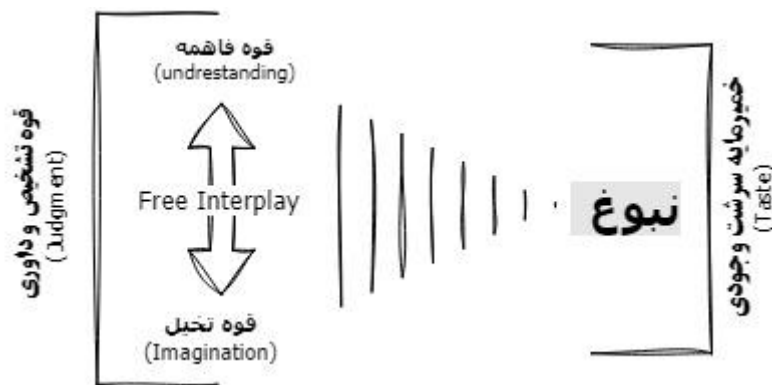 قوه تشخیص و داوری
(Judgment)
قوه فاهمه
(undrestanding)
Free Interplay
قوه تخیل
(Imagination)
نبوغ
خمیرمایه سرشت وجودی
(Taste)